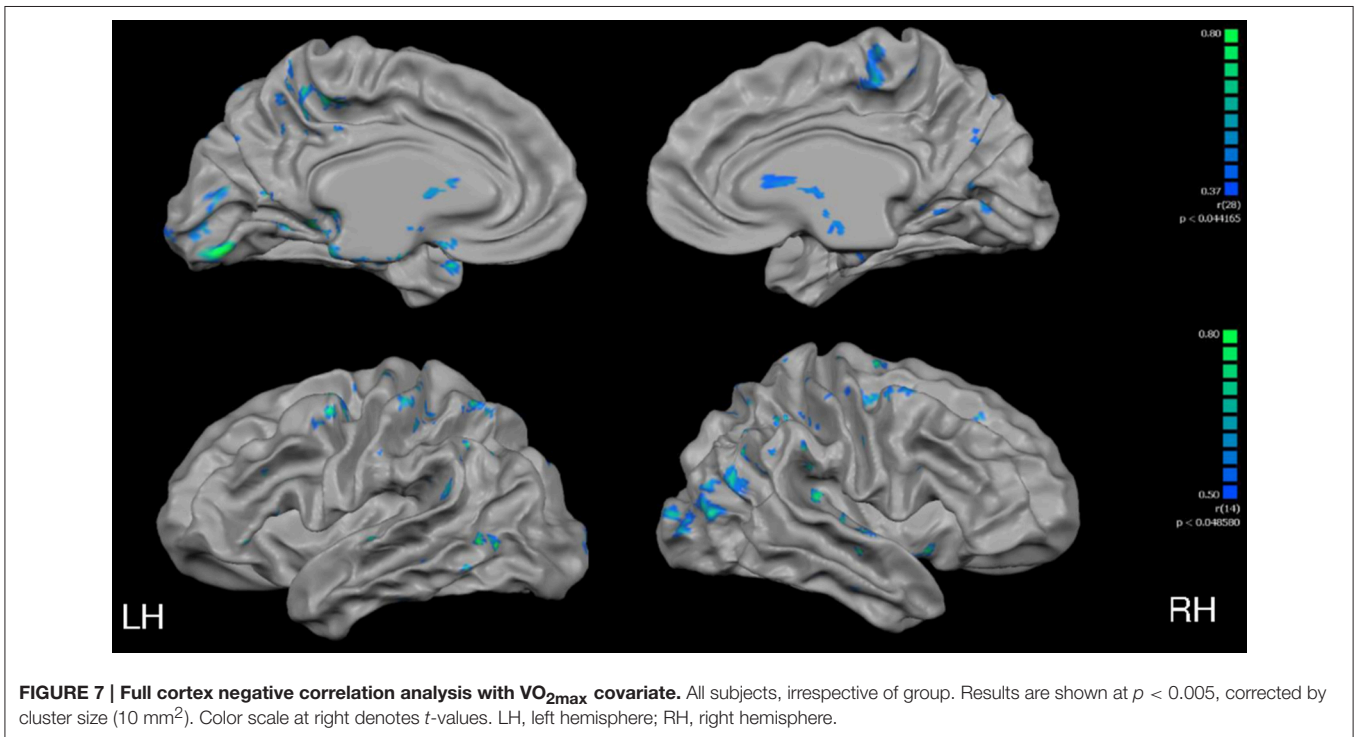 0.80
0.37
r(28)
p < 0.044165
0.80
0.50
r(14)
p < 0.048580
LH
RH
FIGURE 7 | Full cortex negative correlation analysis with VO2max covariate. All subjects, irrespective of group. Results are shown at p < 0.005, corrected by
cluster size (10 mm²). Color scale at right denotes t-values. LH, left hemisphere; RH, right hemisphere.